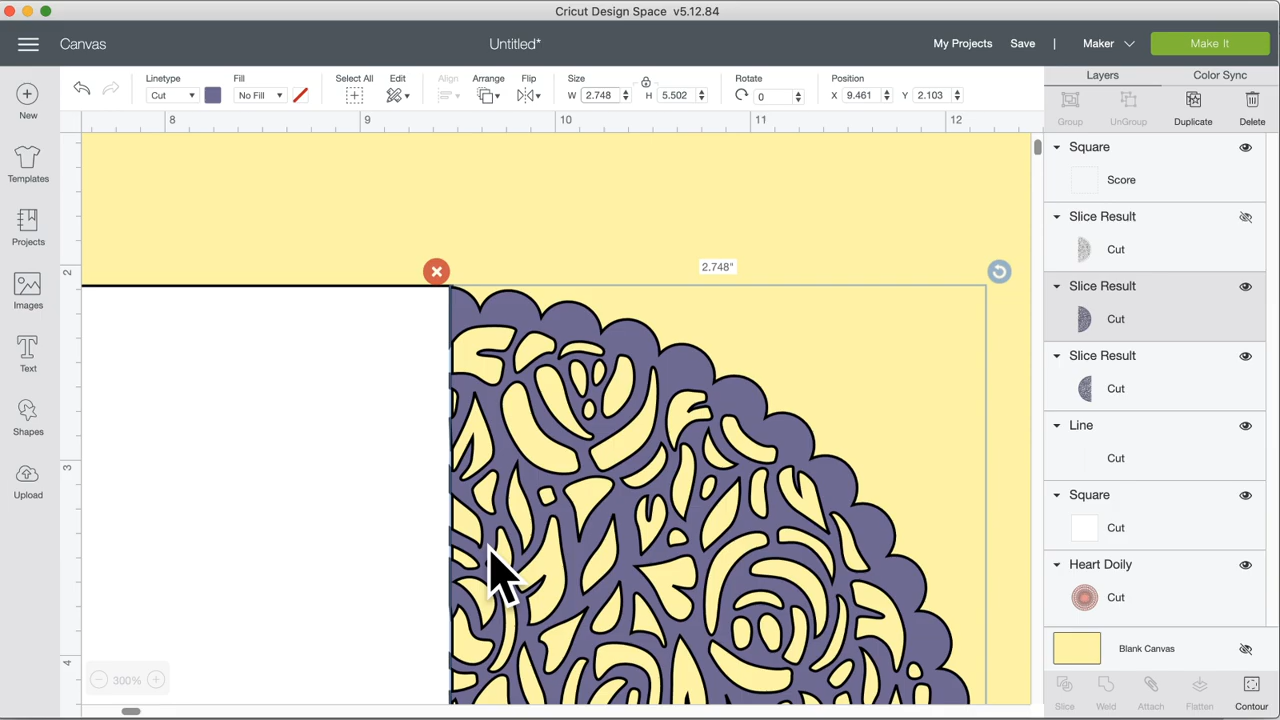 Cricut Design Space v5.12.84
Canvas
Untitled*
My Projects Save | Maker Make It
Linetype Fill Select All Edit Align Arrange Flip Size Rotate Position
Cut No Fill W 2.748 H 5.502 0 X 9.461 Y 2.103
Layers Color Sync
Group UnGroup Duplicate Delete
New
Templates
Projects
Images
Text
Shapes
Upload
8 9 10 11 12
2
3
4
2.748"
300%
Square
Score
Slice Result
Cut
Slice Result
Cut
Slice Result
Cut
Line
Cut
Square
Cut
Heart Doily
Cut
Blank Canvas
Slice Weld Attach Flatten Contour